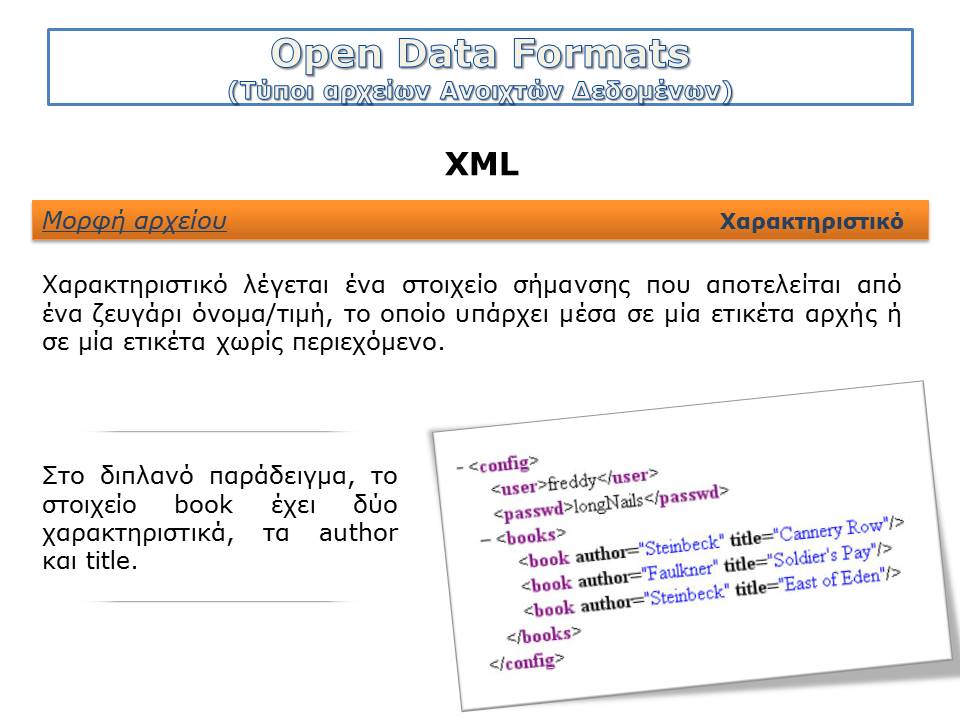 Open Data Formats
(Τύποι αρχείων Ανοιχτών Δεδομένων)
XML
Μορφή αρχείου Χαρακτηριστικό
Χαρακτηριστικό λέγεται ένα στοιχείο σήμανσης που αποτελείται από
ένα ζευγάρι όνομα/τιμή, το οποίο υπάρχει μέσα σε μία ετικέτα αρχής ή
σε μία ετικέτα χωρίς περιεχόμενο.
Στο διπλανό παράδειγμα, το
στοιχείο book έχει δύο
χαρακτηριστικά, τα author
και title.
– <config>
<user>freddy</user>
<passwd>longNails</passwd>
– <books>
<book author="Steinbeck" title="Cannery Row"/>
<book author="Faulkner" title="Soldier's Pay"/>
<book author="Steinbeck" title="East of Eden"/>
</books>
</config>